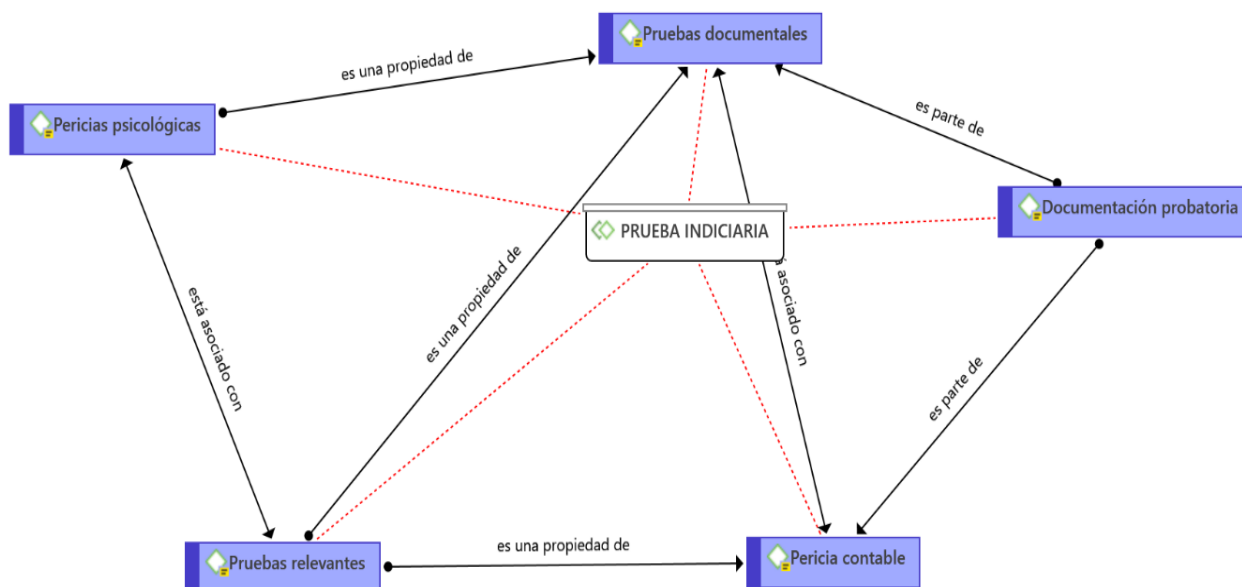 Pruebas documentales
es una propiedad de
Pericias psicológicas
es parte de
Documentación probatoria
PRUEBA INDICIARIA
es una propiedad de
asociado con
está asociado con
es parte de
es una propiedad de
Pruebas relevantes
Pericia contable